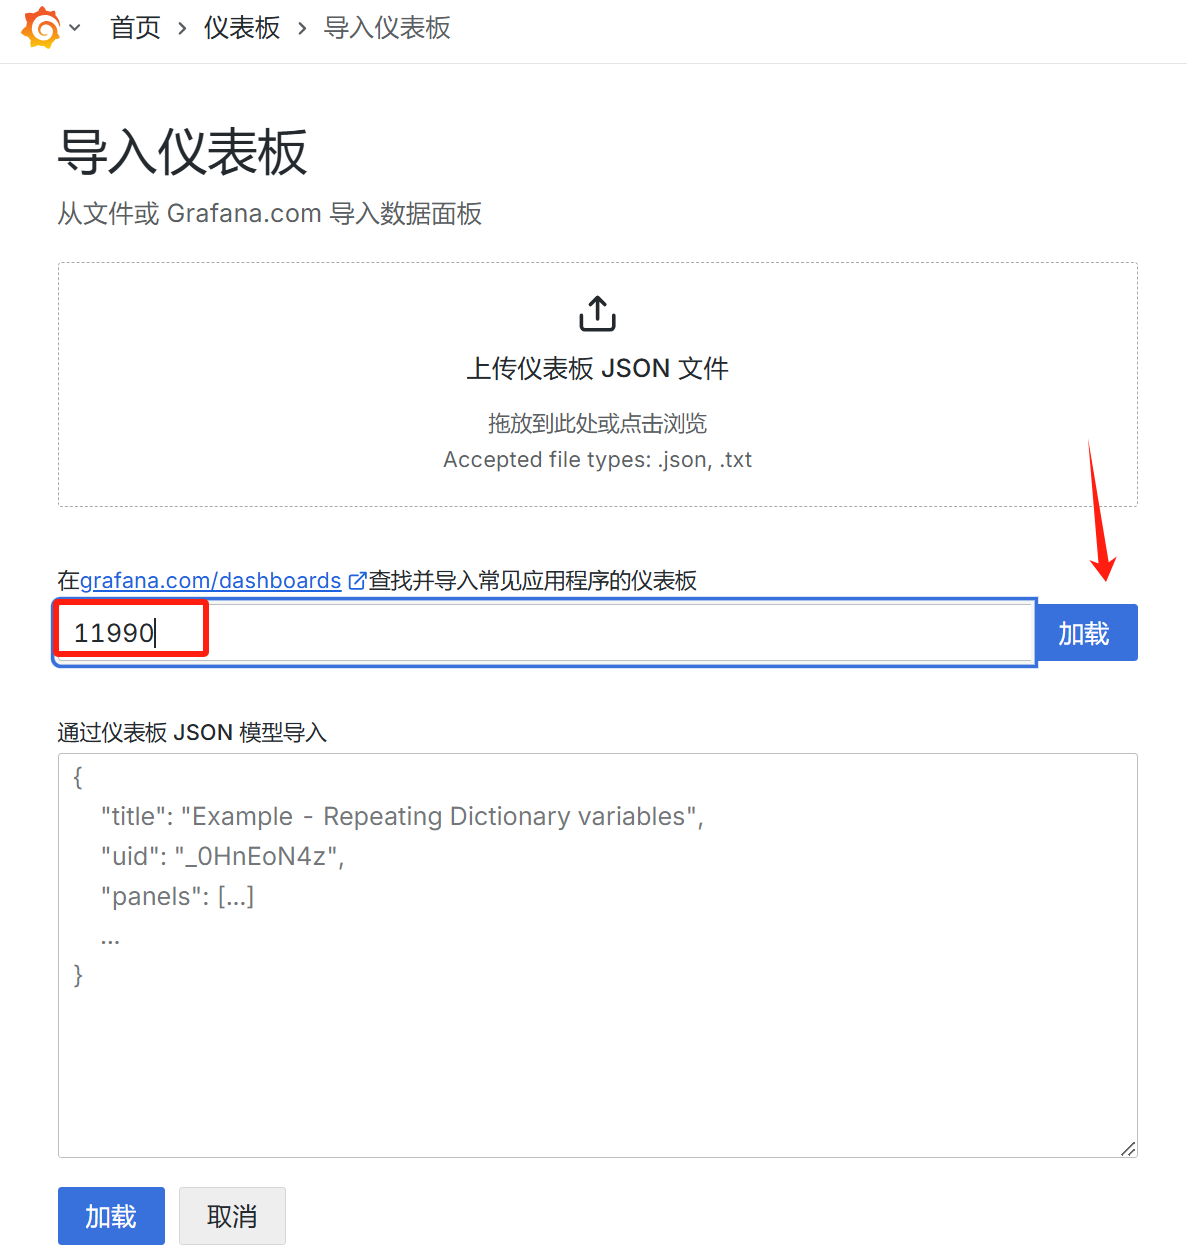 首页 > 仪表板 > 导入仪表板
导入仪表板
从文件或 Grafana.com 导入数据面板
上传仪表板 JSON 文件
拖放到此处或点击浏览
Accepted file types: .json, .txt
在grafana.com/dashboards查找并导入常见应用程序的仪表板
11990 加载
通过仪表板 JSON 模型导入
{
"title": "Example - Repeating Dictionary variables",
"uid": "_0HnEoN4z",
"panels": [...]
...
}
加载 取消